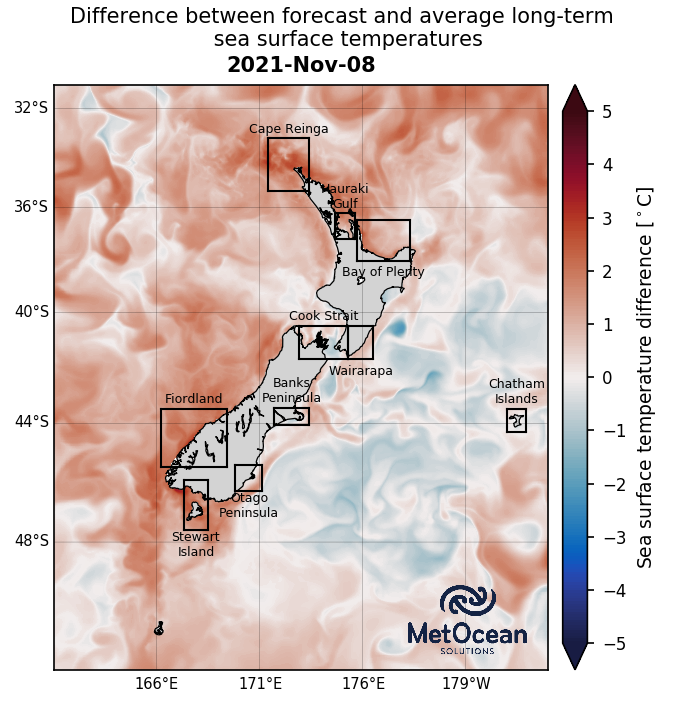 Difference between forecast and average long-term
sea surface temperatures
2021-Nov-08
32°S
36°S
40°S
44°S
48°S
Cape Reinga
Hauraki
Gulf
Bay of Plenty
Cook Strait
Wairarapa
Banks
Peninsula
Chatham
Islands
Fiordland
Otago
Peninsula
Stewart
Island
MetOcean
SOLUTIONS
166°E
171°E
176°E
179°W
5
4
3
2
1
0
−1
−2
−3
−4
−5
Sea surface temperature difference [°C]